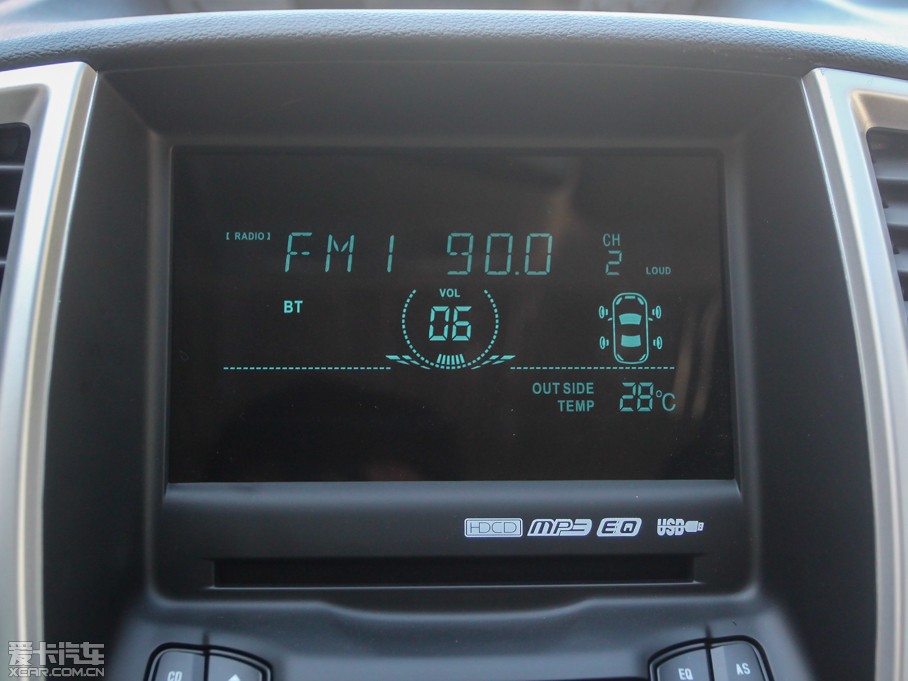 [ RADIO ] FM1 90.0 CH 2 LOUD
BT
VOL
06
OUT SIDE
TEMP 28°C
HDCD MP3 EQ USB
CD EQ AS
爱卡汽车
XCAR.COM.CN